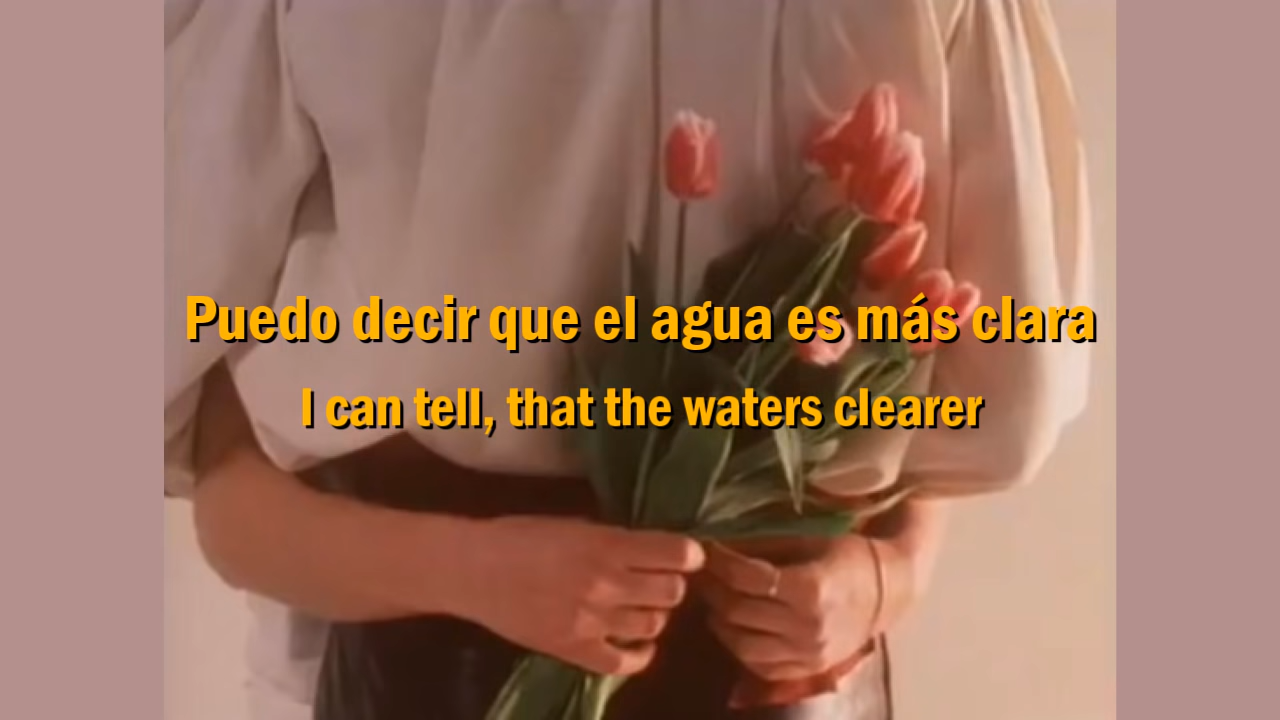 Puedo decir que el agua es más clara
I can tell, that the waters clearer